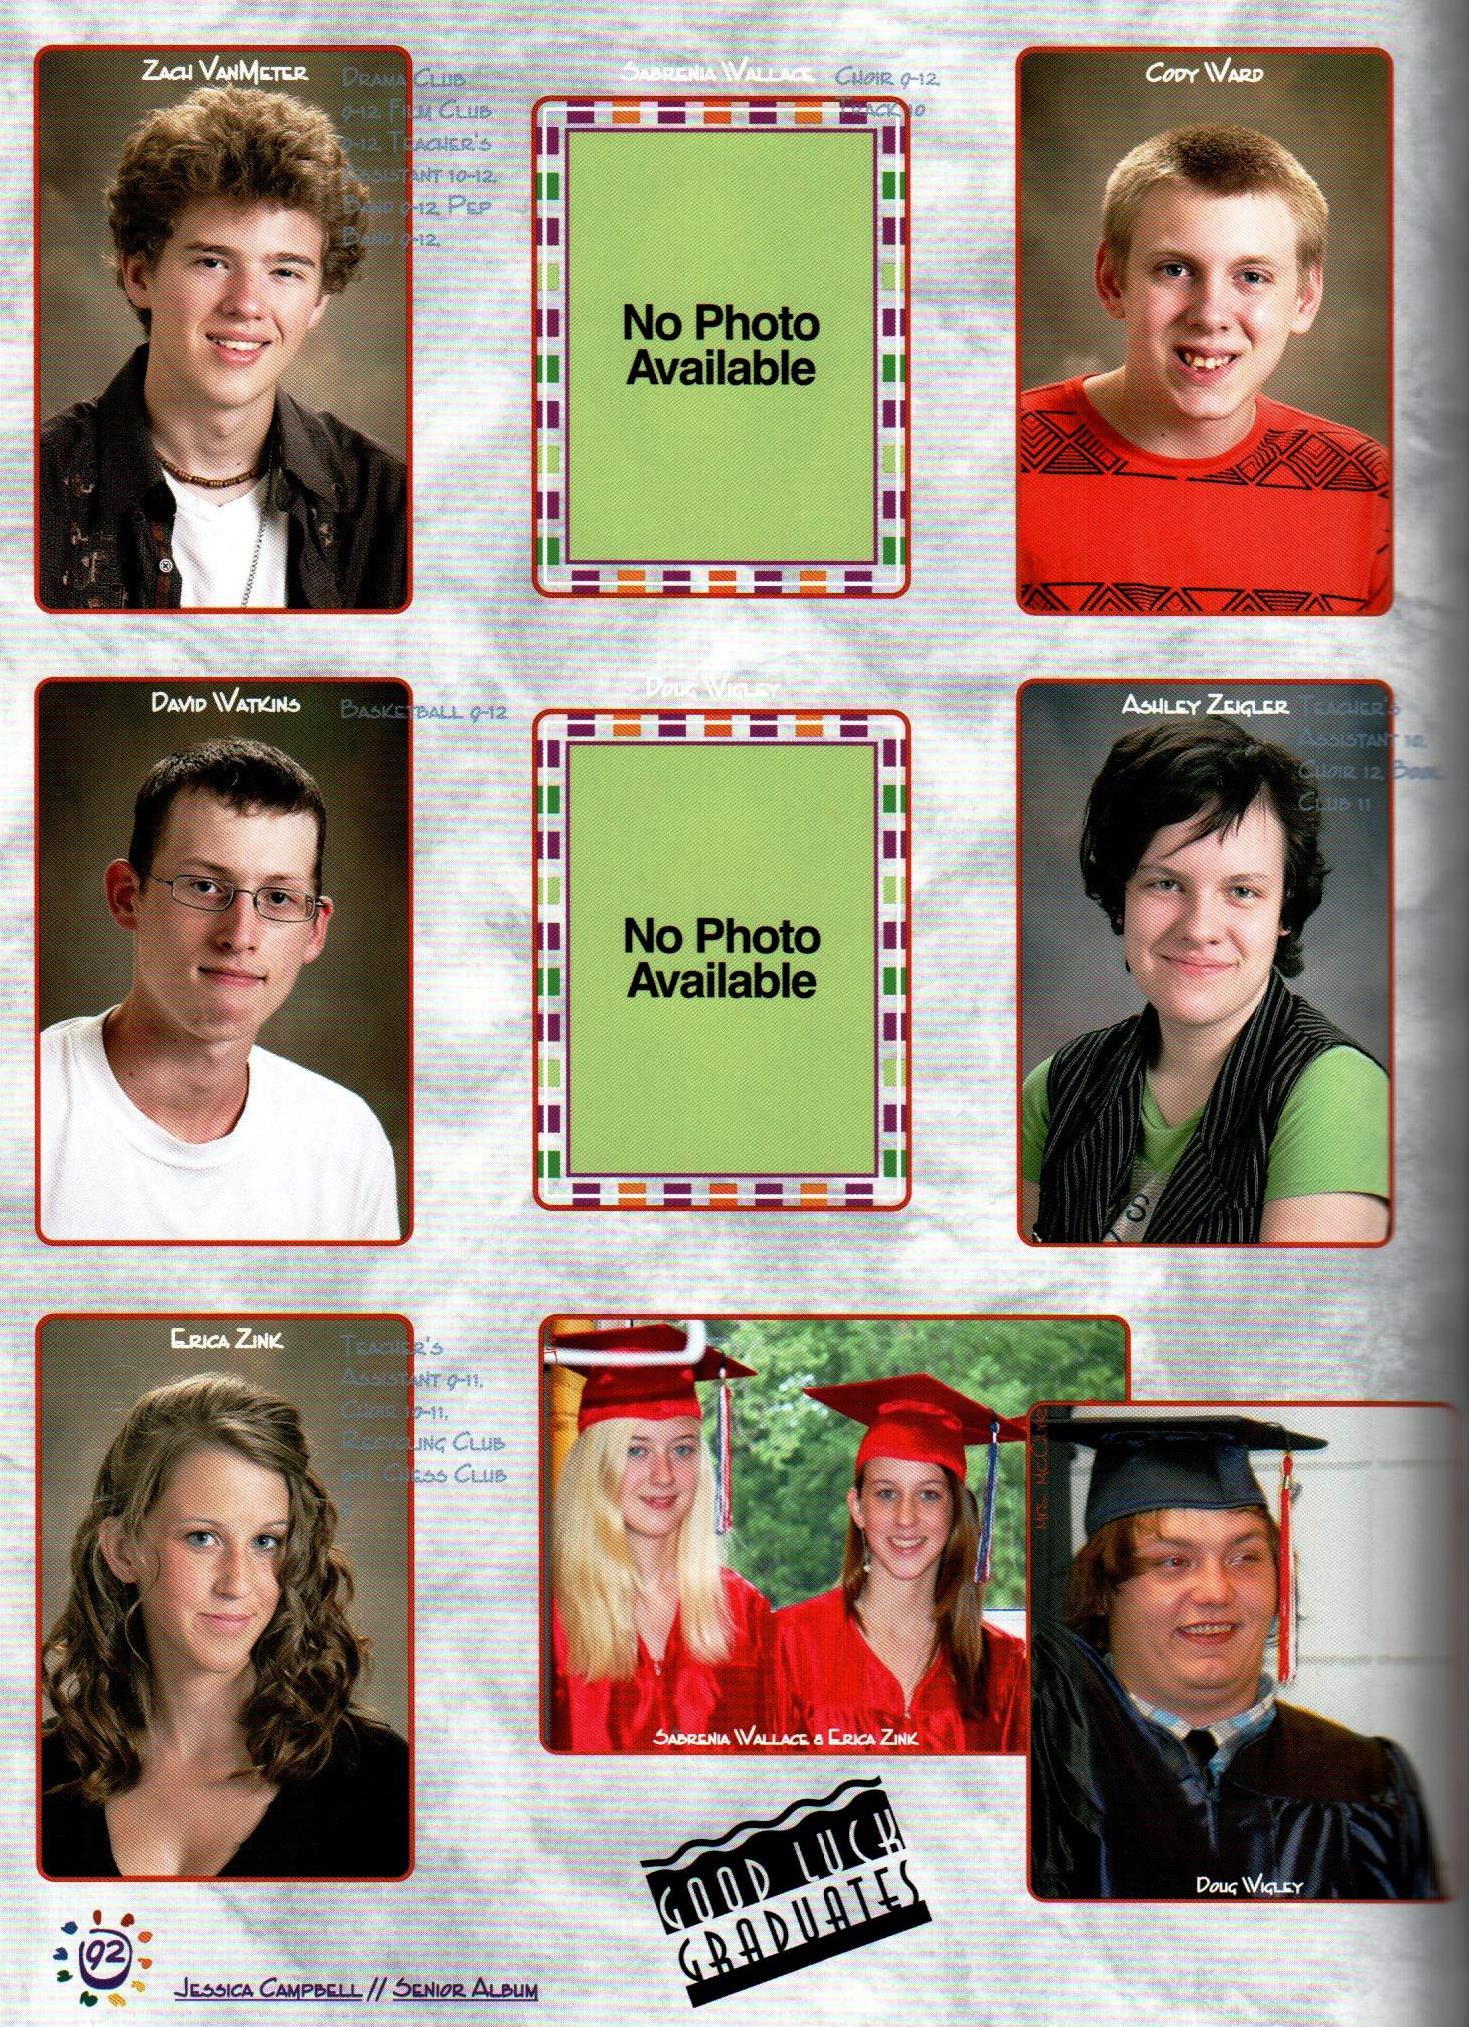 Zach VanMeter
Drama Club
9-12, Film Club
9-12, Teacher's
Assistant 10-12,
Band 9-12, Pep
Band 9-12,
Sabrenia Wallace
Choir 9-12,
Track 10
No Photo
Available
Cody Ward
David Watkins
Basketball 9-12
Doug Wigley
No Photo
Available
Ashley Zeigler
Teacher's
Assistant
Choir 12, Book
Club 11
Erica Zink
Teacher's
Assistant 9-11,
Choir 10-11,
Recycling Club
Chess Club
Sabrenia Wallace & Erica Zink
Doug Wigley
GOOD LUCK
GRADUATES
92
Jessica Campbell // Senior Album